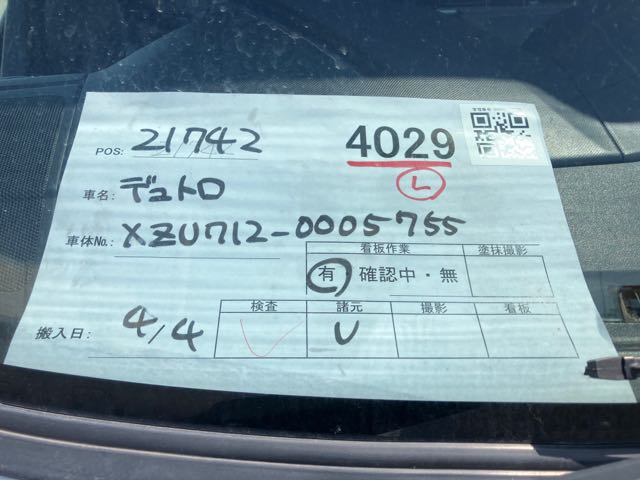 POS: 21742 4029
L
車名: デュトロ
車体No.: XZU712-0005755
看板作業 塗抹撮影
有 確認中・無
検査 諸元 撮影 看板
搬入日: 4/4